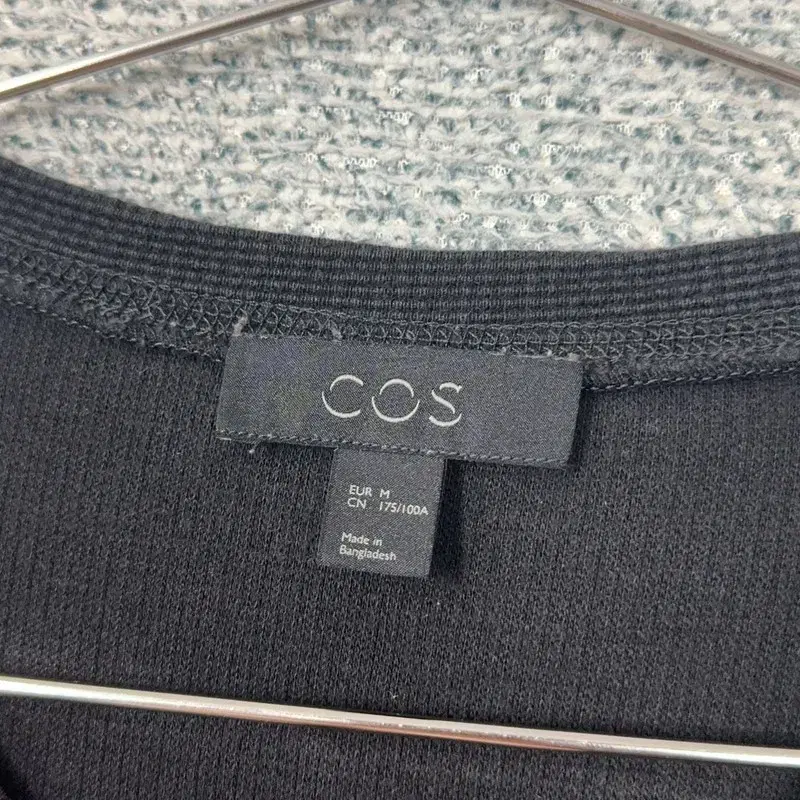 COS
EUR M
CN 175/100A
Made in
Bangladesh